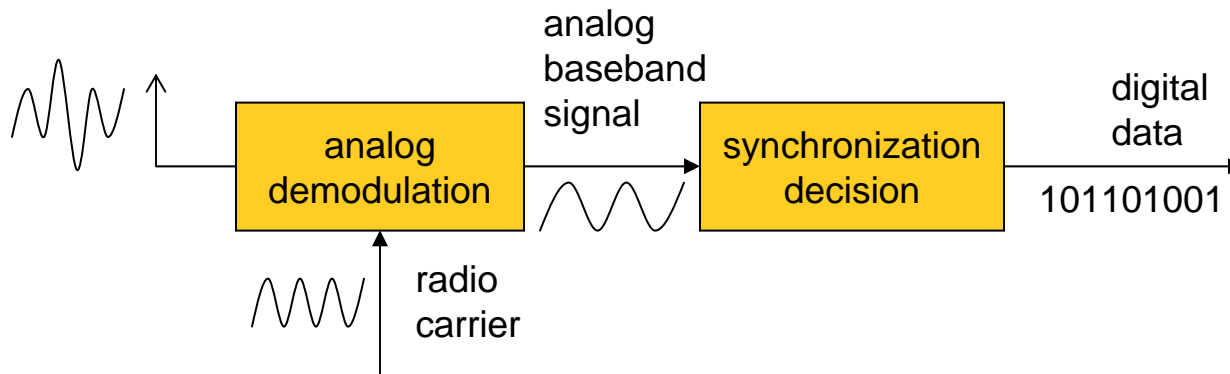 analog
baseband
signal
digital
data
analog
demodulation
synchronization
decision
101101001
radio
carrier